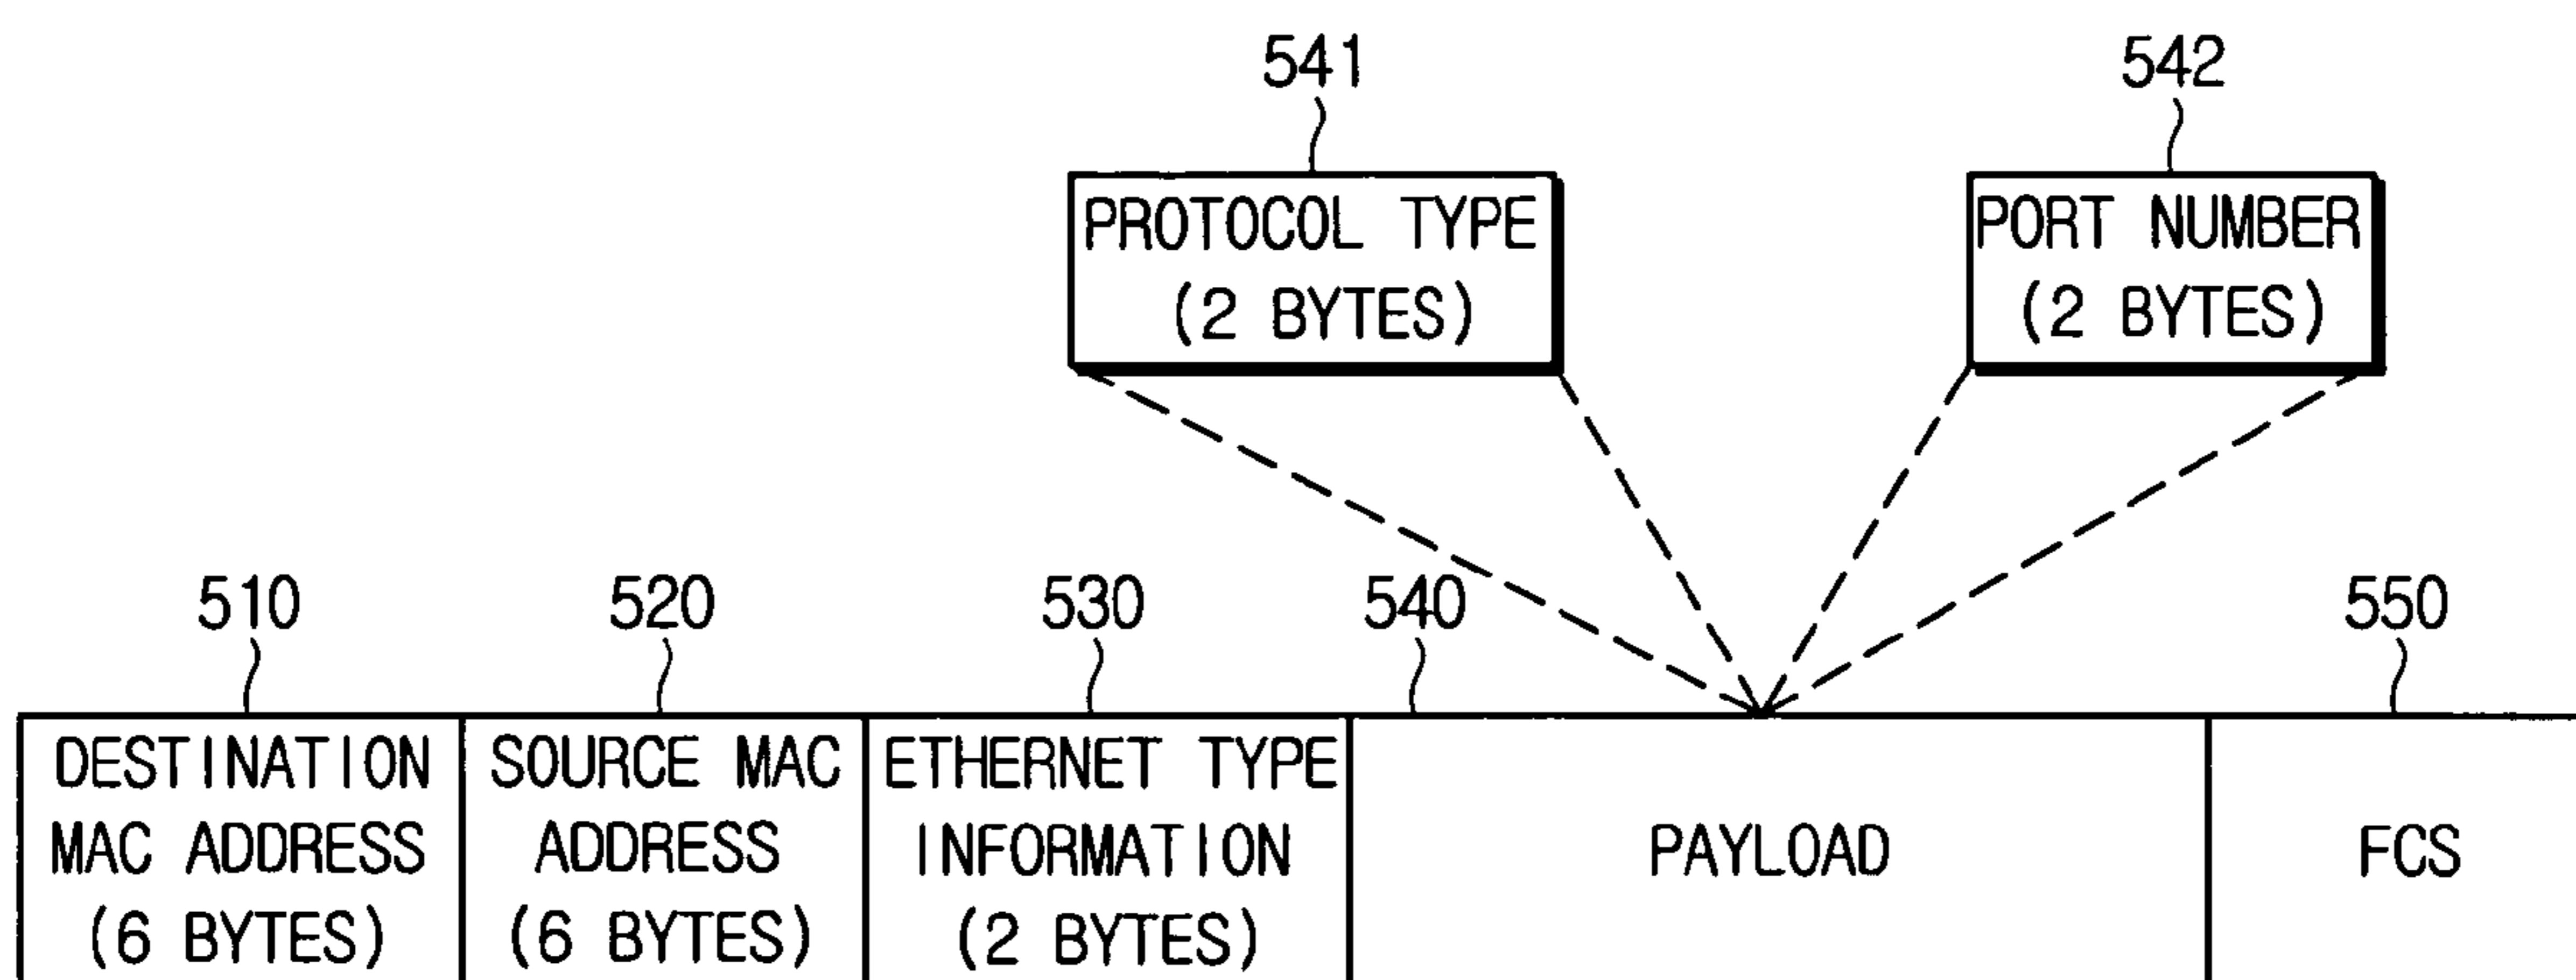 541
542
PROTOCOL TYPE
(2 BYTES)
PORT NUMBER
(2 BYTES)
510
520
530
540
550
DESTINATION
MAC ADDRESS
(6 BYTES)
SOURCE MAC
ADDRESS
(6 BYTES)
ETHERNET TYPE
INFORMATION
(2 BYTES)
PAYLOAD
FCS